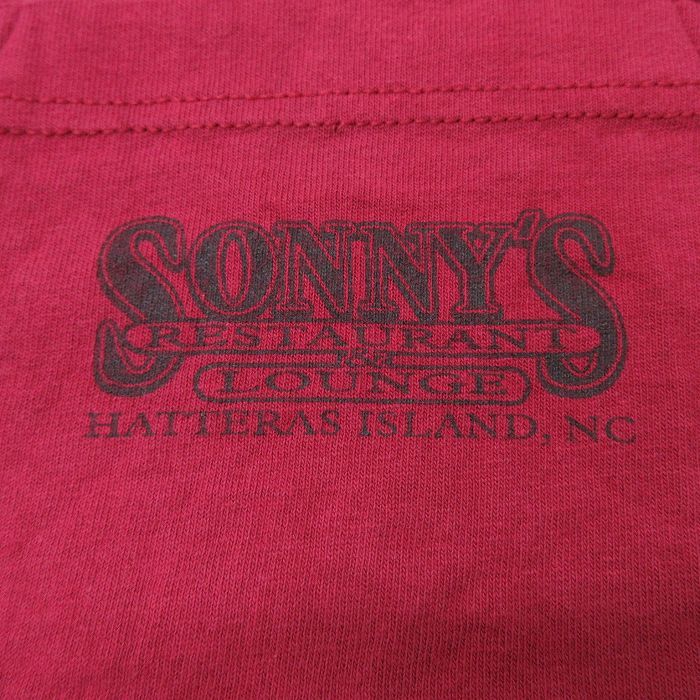 SONNY'S
RESTAURANT
LOUNGE
HATTERAS ISLAND, NC